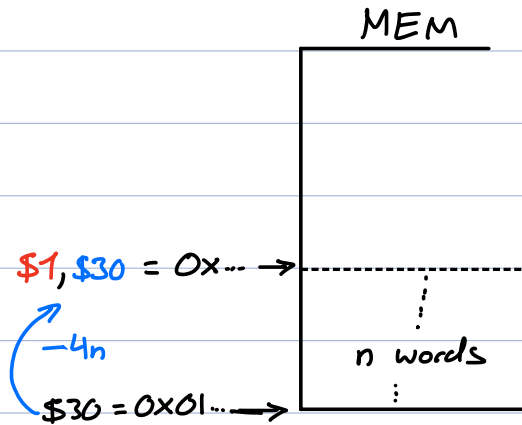 MEM
$1, $30 = 0x...
-4n
n words
$30 = 0x01...